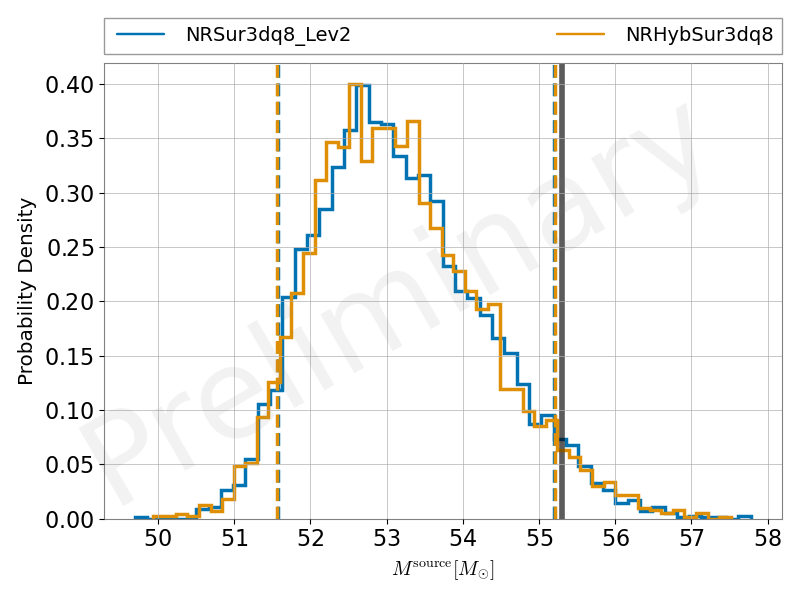 NRSur3dq8_Lev2 NRHybSur3dq8
0.40
0.35
0.30
0.25
0.20
0.15
0.10
0.05
0.00
Probability Density
Preliminary
50 51 52 53 54 55 56 57 58
M^source [M_⊙]